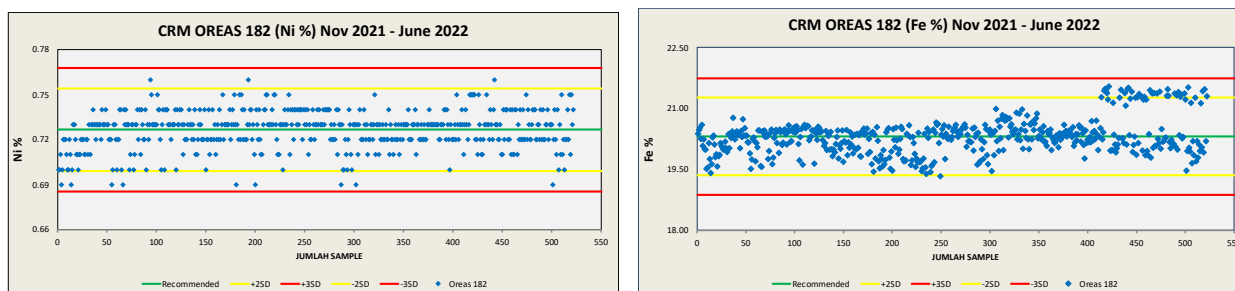 CRM OREAS 182 (Ni %) Nov 2021 - June 2022
0.78
0.75
0.72
0.69
0.66
Ni %
0 50 100 150 200 250 300 350 400 450 500 550
JUMLAH SAMPLE
Recommended +2SD +3SD -2SD -3SD Oreas 182
CRM OREAS 182 (Fe %) Nov 2021 - June 2022
22.50
21.00
19.50
18.00
Fe %
0 50 100 150 200 250 300 350 400 450 500 55
JUMLAH SAMPLE
Recommended +2SD +3SD -2SD -3SD Oreas 182